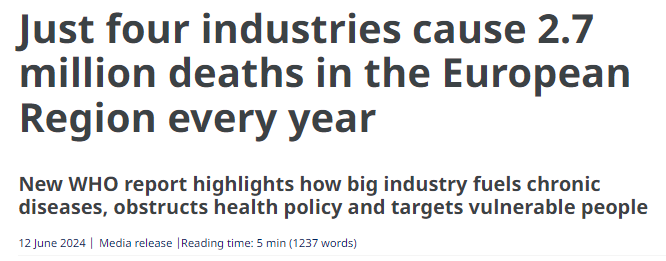 Just four industries cause 2.7
million deaths in the European
Region every year
New WHO report highlights how big industry fuels chronic
diseases, obstructs health policy and targets vulnerable people
12 June 2024 | Media release |Reading time: 5 min (1237 words)